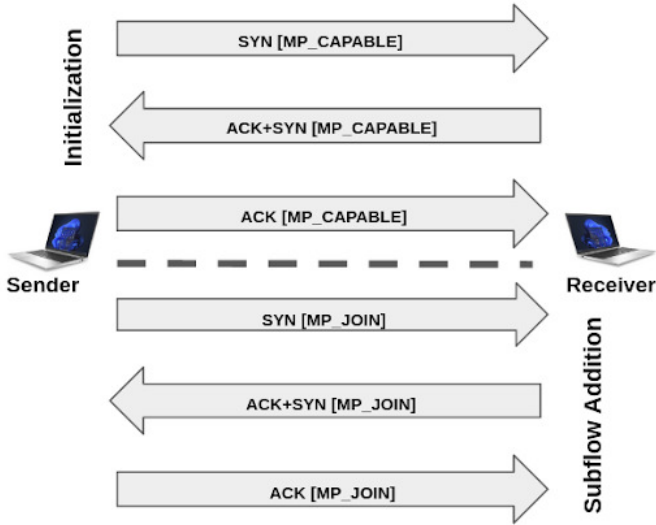 Initialization
SYN [MP_CAPABLE]
ACK+SYN [MP_CAPABLE]
ACK [MP_CAPABLE]
Sender
Receiver
SYN [MP_JOIN]
ACK+SYN [MP_JOIN]
ACK [MP_JOIN]
Subflow Addition